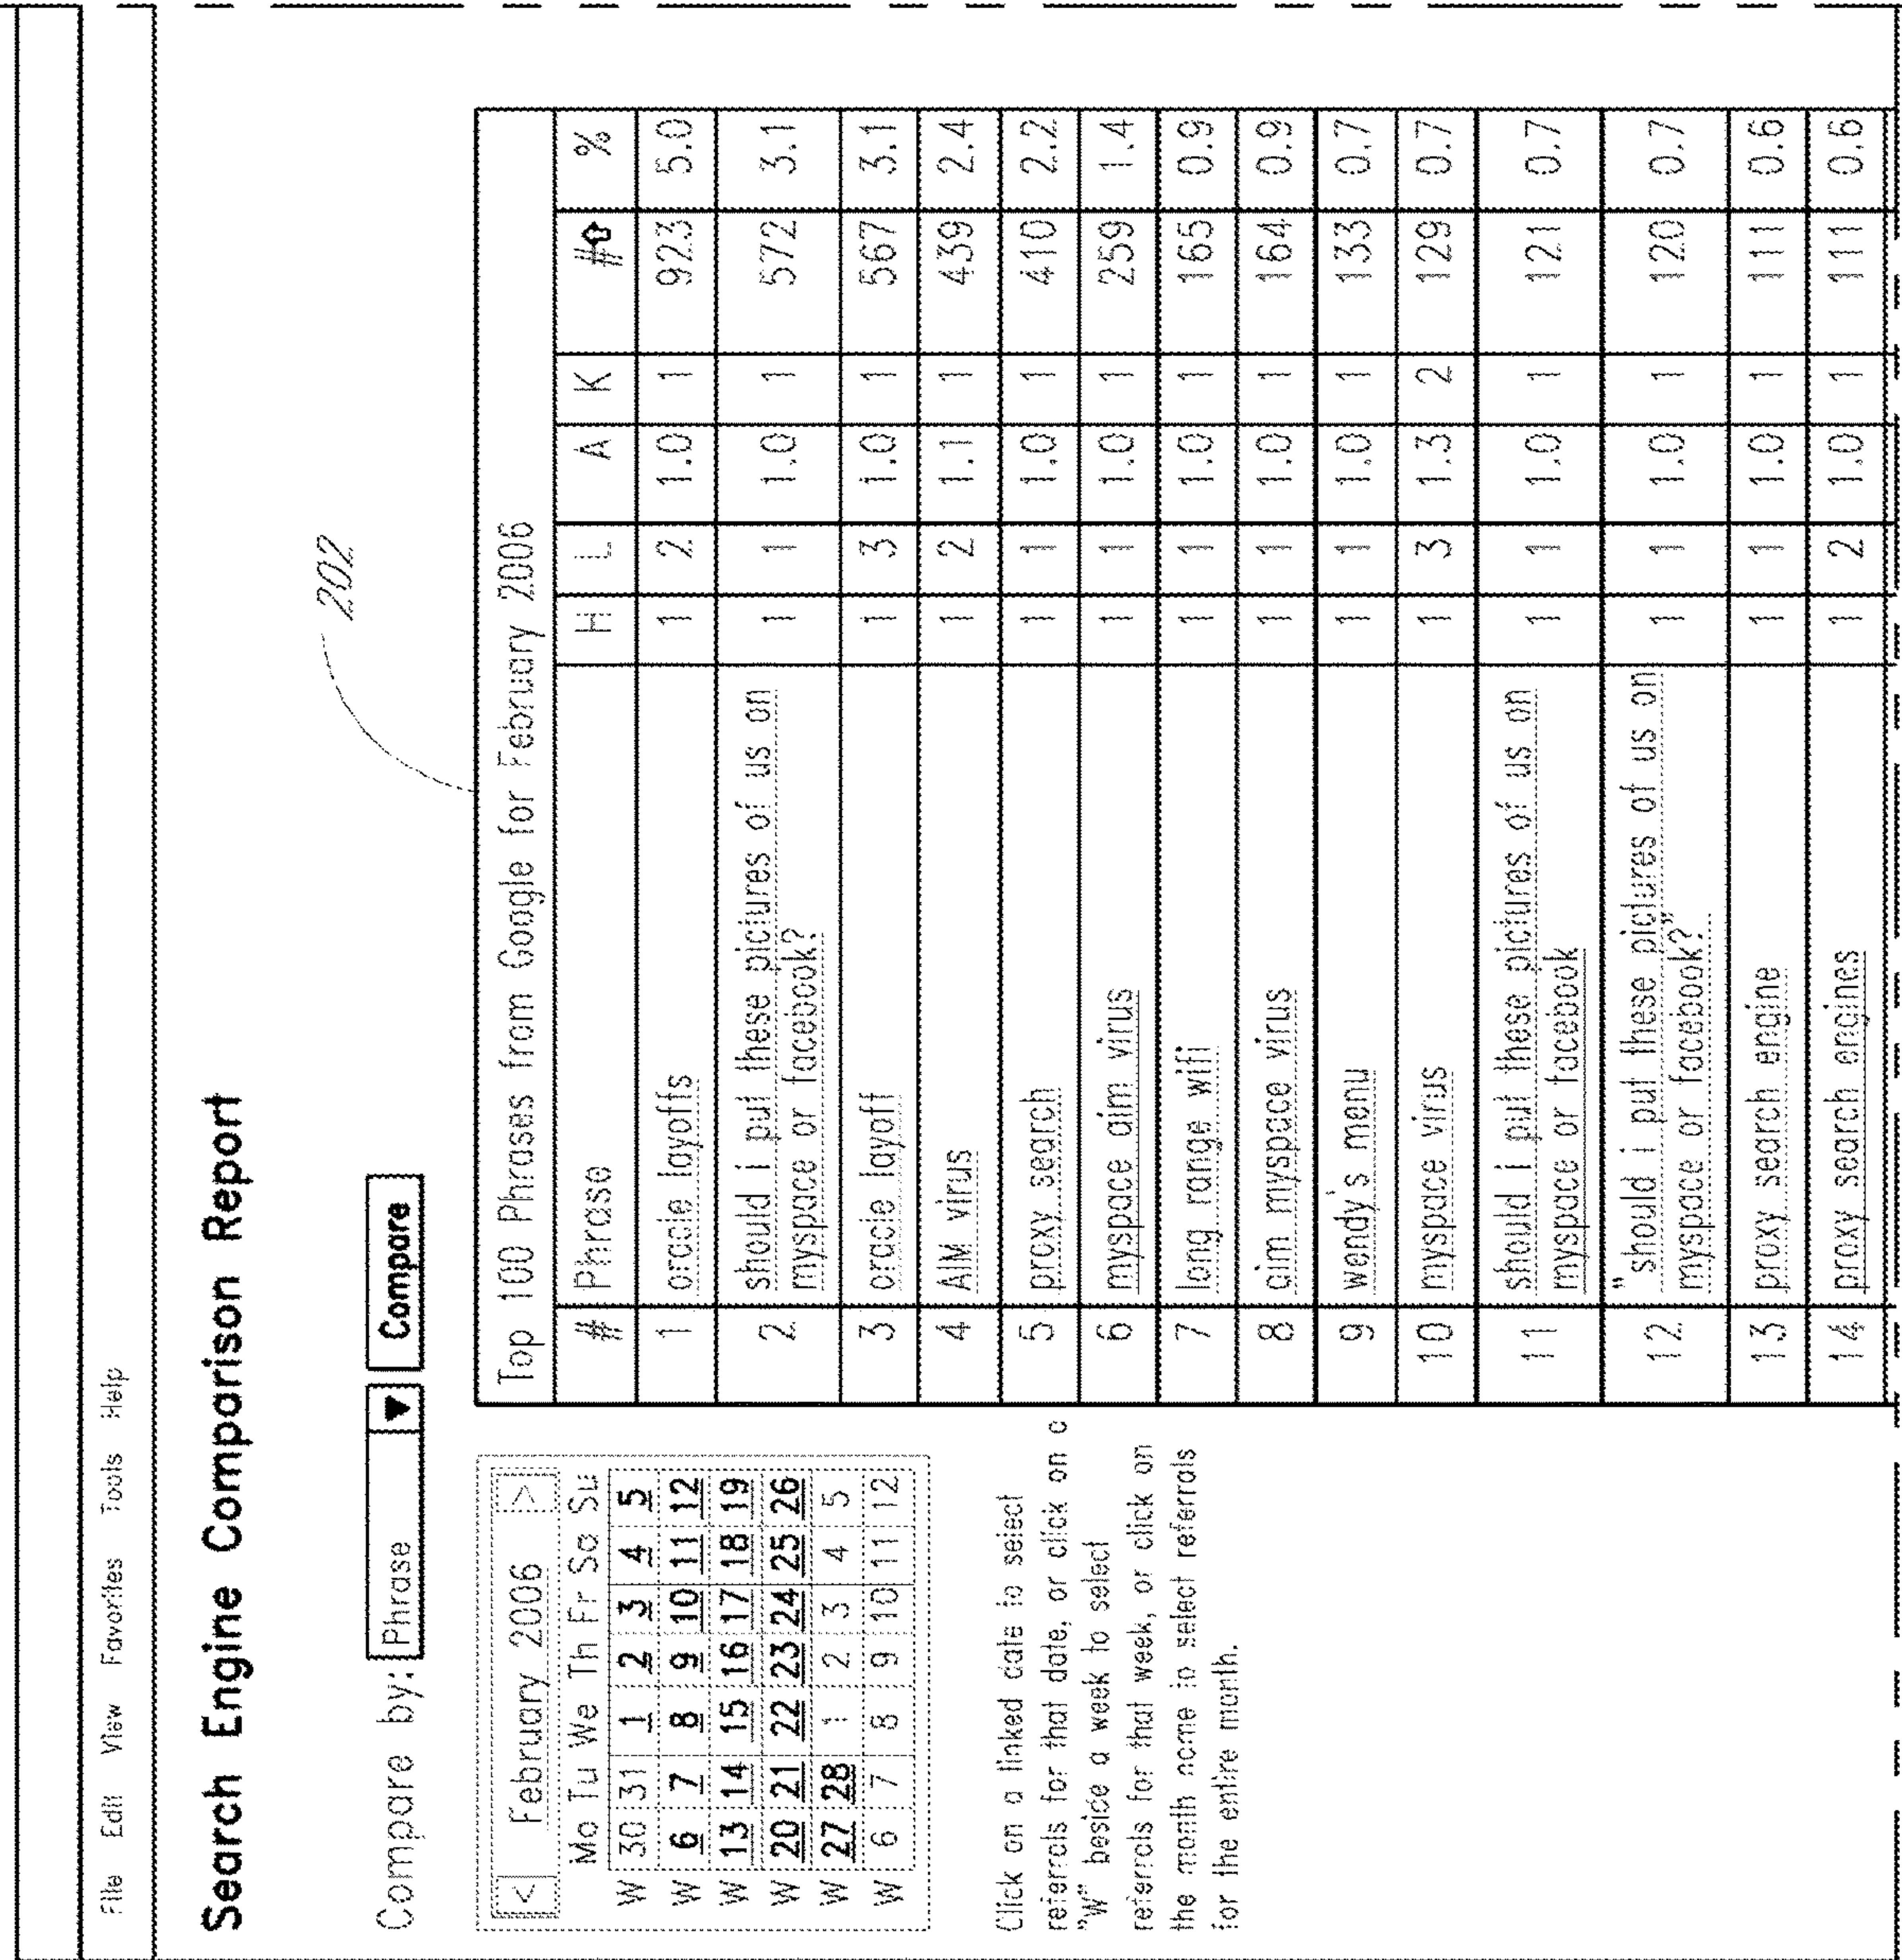 File Edit View Favorites Tools Help
Search Engine Comparison Report
Compare by: Phrase ▼ Compare
202
< February 2006 >
Mo Tu We Th Fr Sa Su
W 30 31 1 2 3 4 5
W 6 7 8 9 10 11 12
W 13 14 15 16 17 18 19
W 20 21 22 23 24 25 26
W 27 28 1 2 3 4 5
W 6 7 8 9 10 11 12
Click on a linked date to select
referrals for that date, or click on a
"W" beside a week to select
referrals for that week, or click on
the month name to select referrals
for the entire month.
Top 100 Phrases from Google for February 2006
# Phrase H L A K #⇧ %
1 oracle layoffs 1 2 1.0 1 923 5.0
2 should i put these pictures of us on
myspace or facebook? 1 1 1.0 1 572 3.1
3 oracle layoff 1 3 1.0 1 567 3.1
4 AIM virus 1 2 1.1 1 439 2.4
5 proxy search 1 1 1.0 1 410 2.2
6 myspace aim virus 1 1 1.0 1 259 1.4
7 long range wifi 1 1 1.0 1 165 0.9
8 aim myspace virus 1 1 1.0 1 164 0.9
9 wendy's menu 1 1 1.0 1 133 0.7
10 myspace virus 1 3 1.3 2 129 0.7
11 should i put these pictures of us on
myspace or facebook 1 1 1.0 1 121 0.7
12 "should i put these pictures of us on
myspace or facebook?" 1 1 1.0 1 120 0.7
13 proxy search engine 1 1 1.0 1 111 0.6
14 proxy search engines 1 2 1.0 1 111 0.6